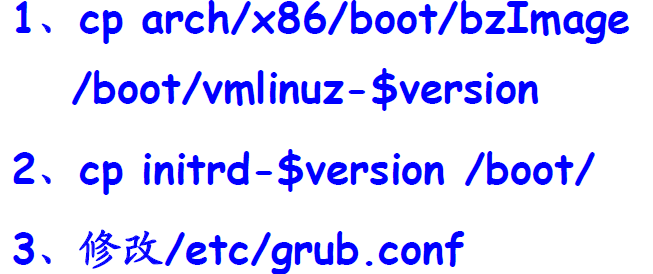 1、cp arch/x86/boot/bzImage
/boot/vmlinuz-$version
2、cp initrd-$version /boot/
3、修改/etc/grub.conf